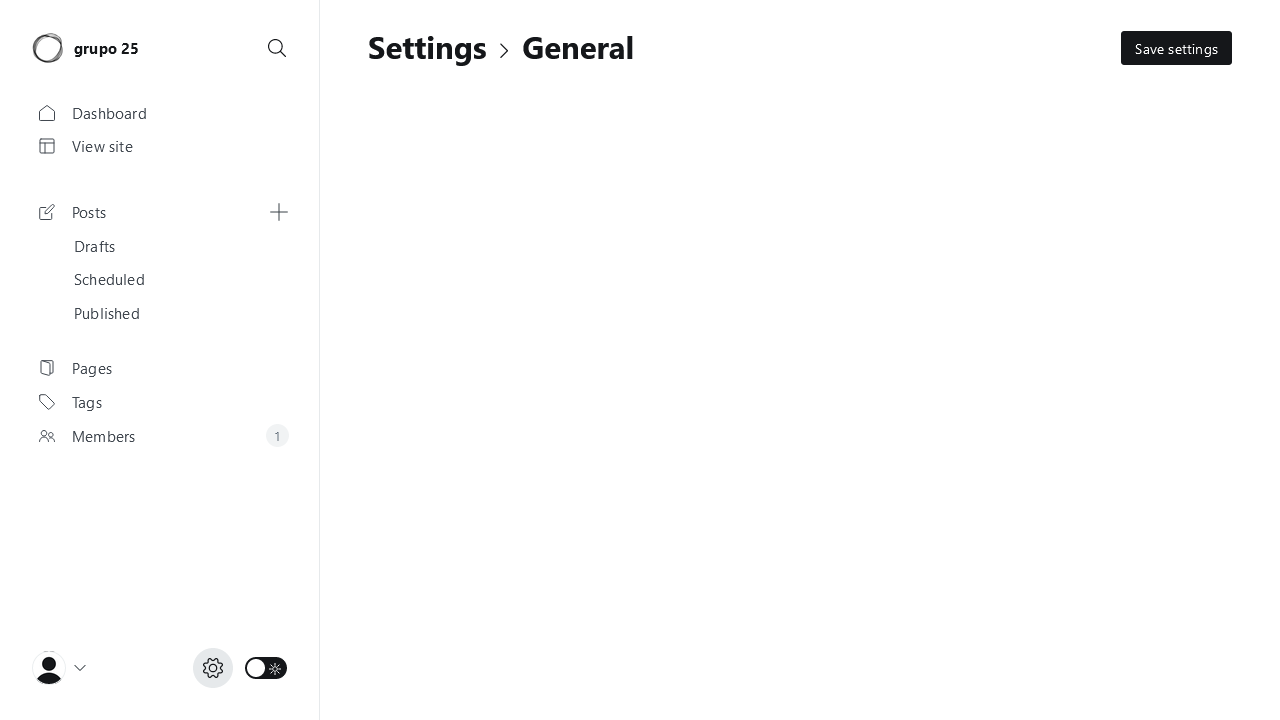 grupo 25
Settings General
Save settings
Dashboard
View site
Posts
Drafts
Scheduled
Published
Pages
Tags
Members 1